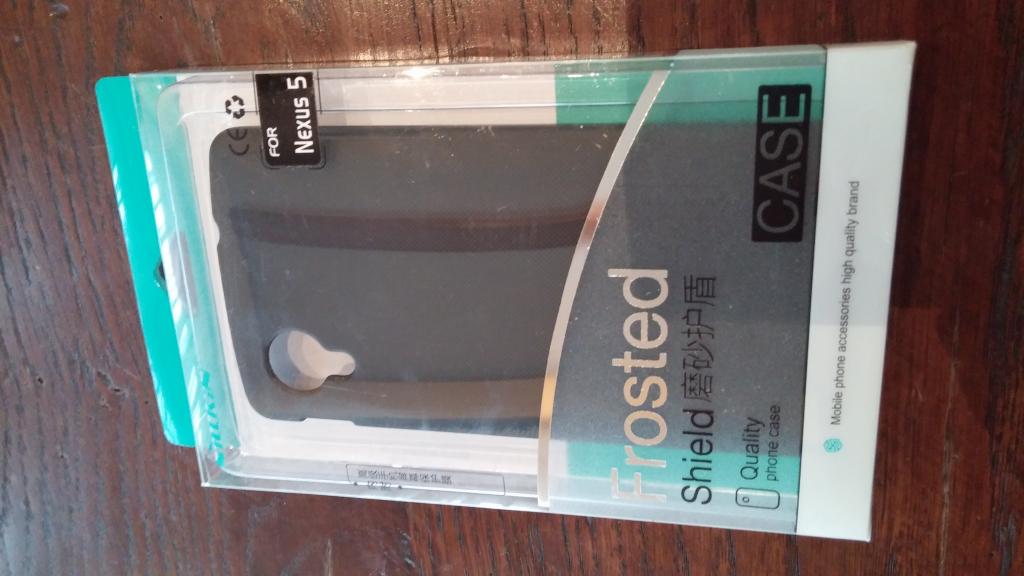 FOR
Nexus 5
Frosted
Shield 磨砂护盾
CASE
Quality
phone case
Mobile phone accessories high quality brand